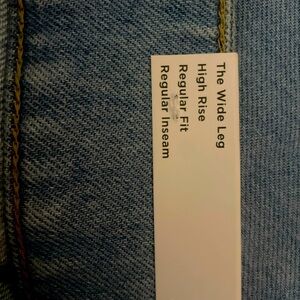 The Wide Leg
High Rise
Regular Fit
Regular Inseam